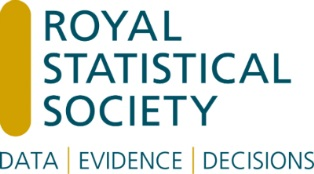 ROYAL
STATISTICAL
SOCIETY
DATA | EVIDENCE | DECISIONS